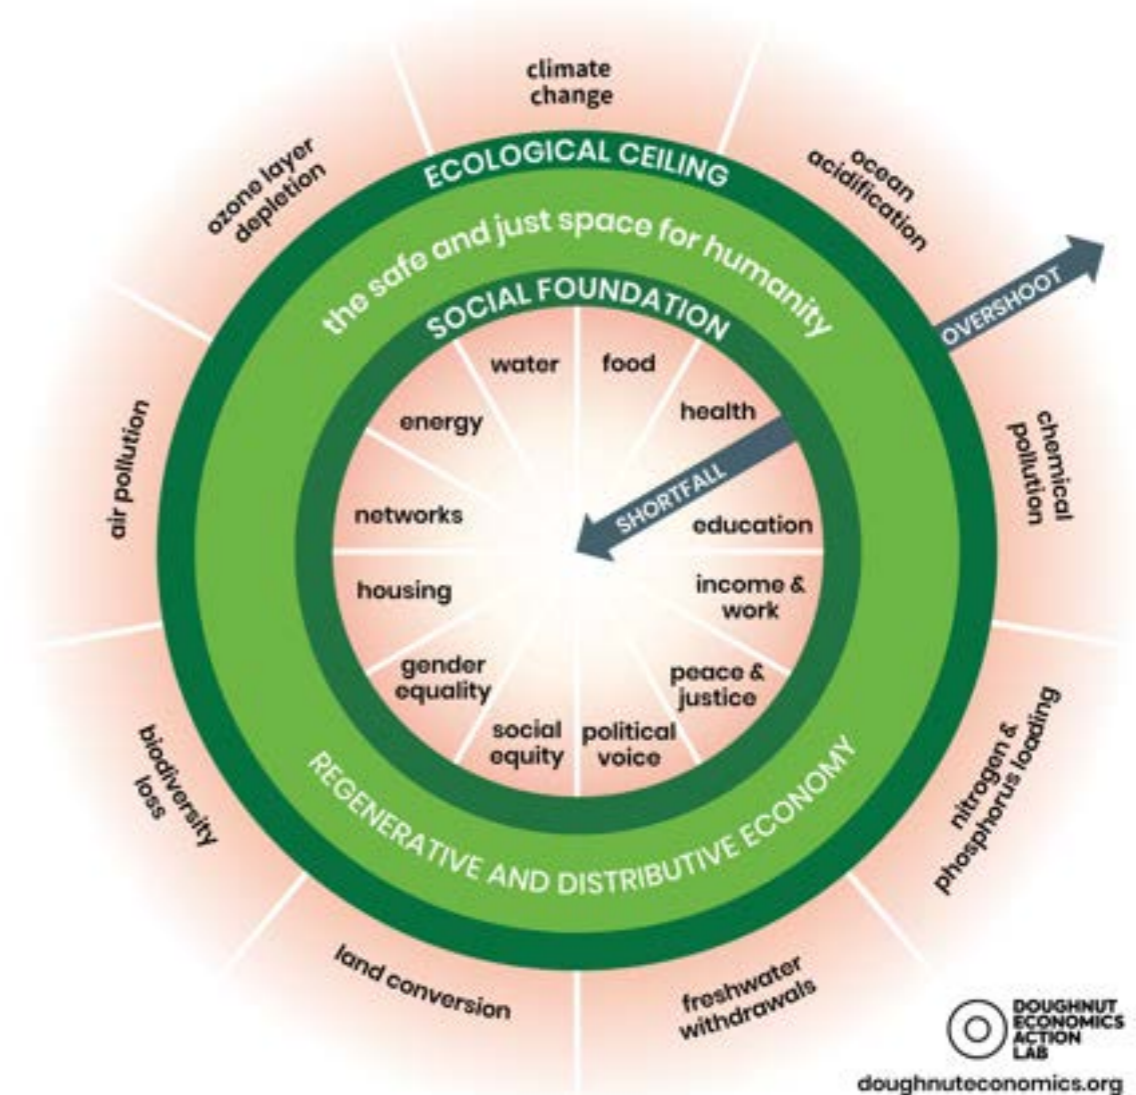 climate
change
ozone layer
depletion
ocean
acidification
ECOLOGICAL CEILING
the safe and just space for humanity
SOCIAL FOUNDATION
OVERSHOOT
water
food
energy
health
SHORTFALL
air pollution
chemical
pollution
networks
education
housing
income &
work
gender
equality
peace &
justice
social
equity
political
voice
biodiversity
loss
nitrogen &
phosphorus loading
REGENERATIVE AND DISTRIBUTIVE ECONOMY
land conversion
freshwater
withdrawals
DOUGHNUT
ECONOMICS
ACTION
LAB
doughnuteconomics.org